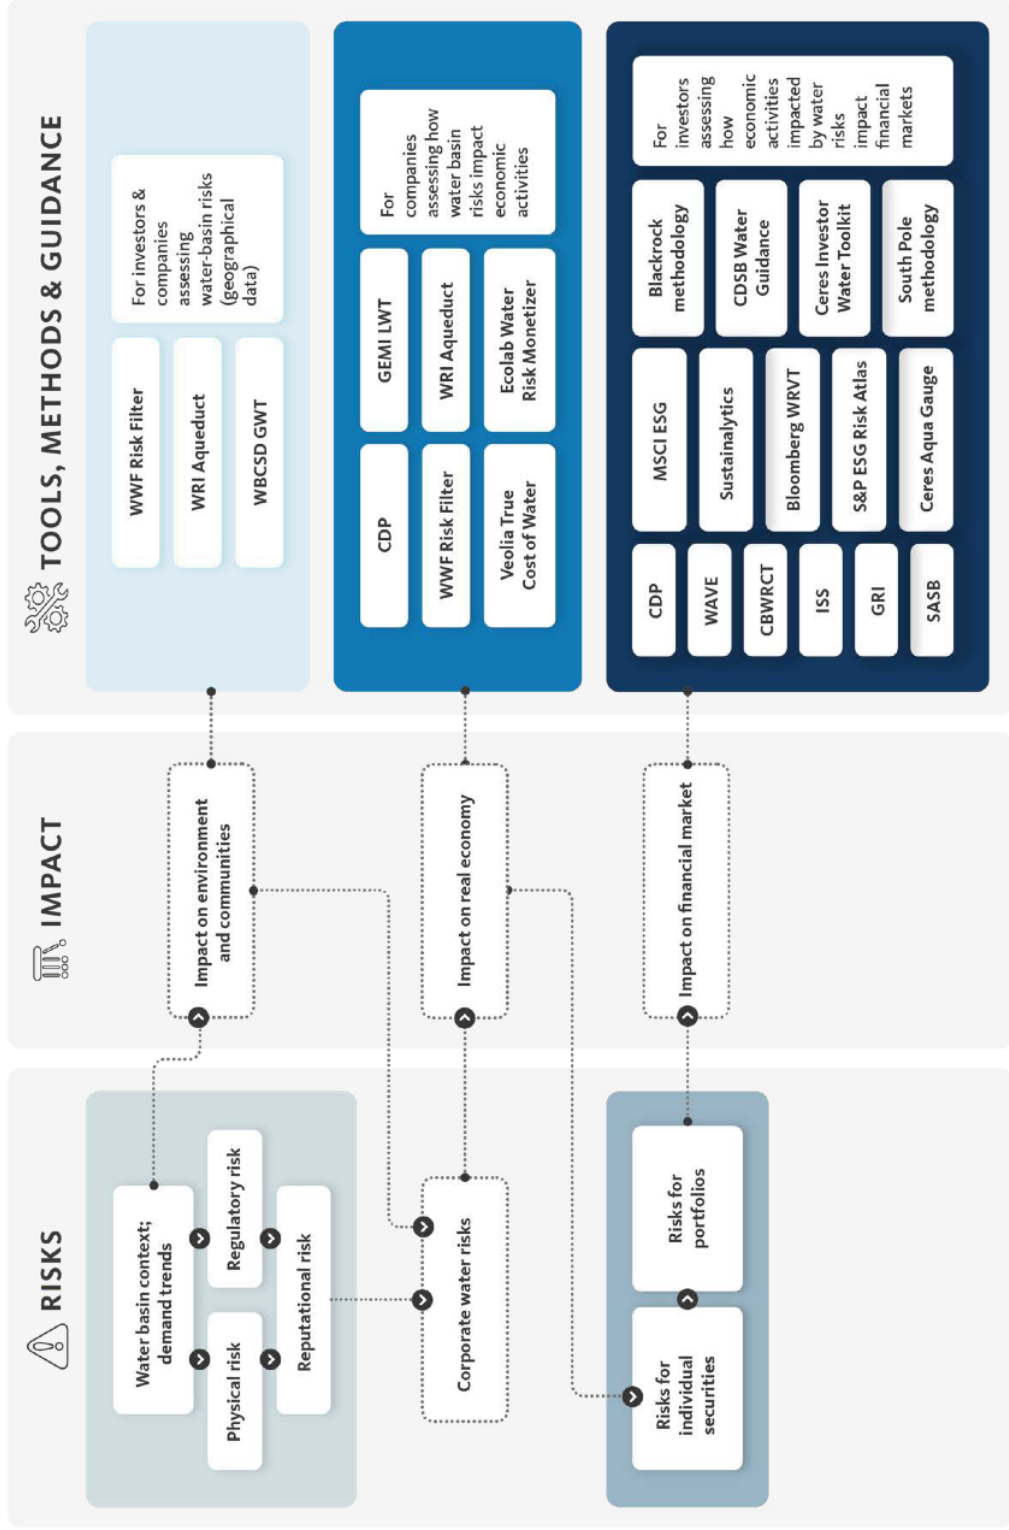 RISKS
Water basin context;
demand trends
Physical risk
Regulatory risk
Reputational risk
Corporate water risks
Risks for
individual
securities
Risks for
portfolios
IMPACT
Impact on environment
and communities
Impact on real economy
Impact on financial market
TOOLS, METHODS & GUIDANCE
WWF Risk Filter
WRI Aqueduct
WBCSD GWT
For investors &
companies
assessing
water-basin risks
(geographical
data)
CDP
GEMI LWT
WWF Risk Filter
WRI Aqueduct
Veolia True
Cost of Water
Ecolab Water
Risk Monetizer
For
companies
assessing how
water basin
risks impact
economic
activities
CDP
WAVE
CBWRCT
ISS
GRI
SASB
MSCI ESG
Sustainalytics
Bloomberg WRVT
S&P ESG Risk Atlas
Ceres Aqua Gauge
Blackrock
methodology
CDSB Water
Guidance
Ceres Investor
Water Toolkit
South Pole
methodology
For
investors
assessing
how
economic
activities
impacted
by water
risks
impact
financial
markets